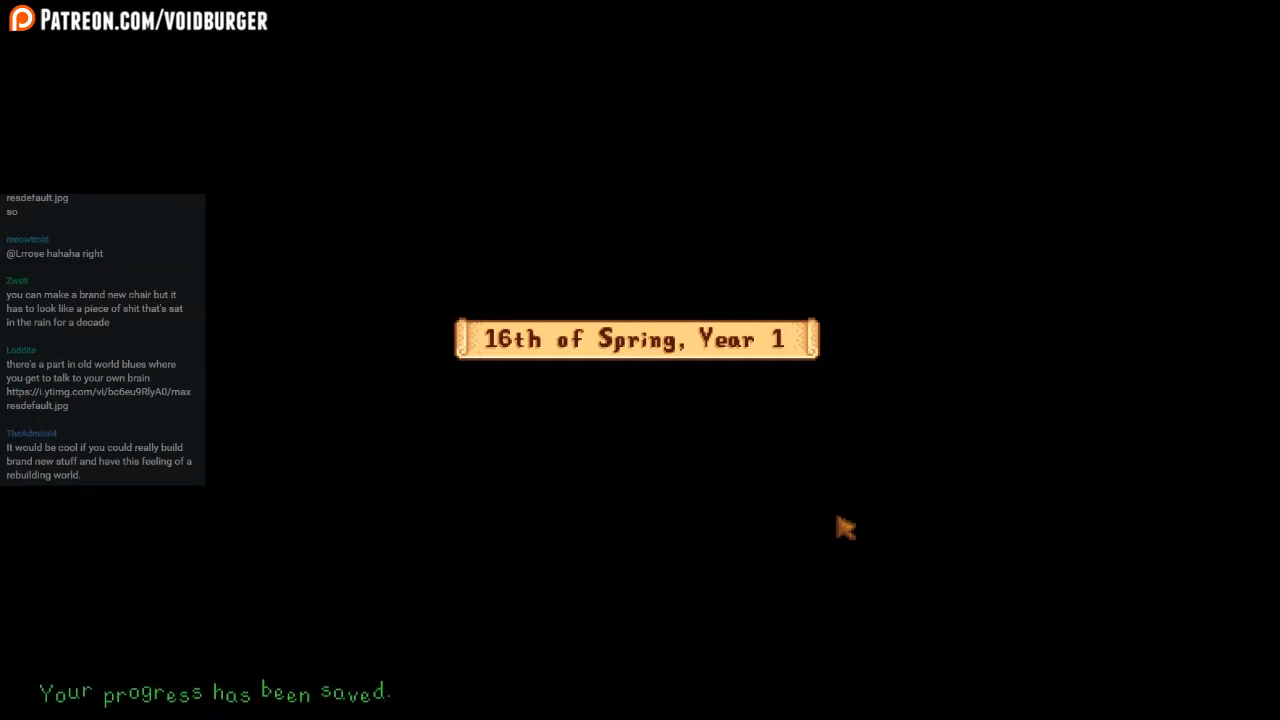 PATREON.COM/VOIDBURGER
resdefault.jpg
so
meowtroid
@Lrrose hahaha right
Zwelt
you can make a brand new chair but it
has to look like a piece of shit that's sat
in the rain for a decade
Loddite
there's a part in old world blues where
you get to talk to your own brain
https://i.ytimg.com/vi/bc6eu9RlyA0/max
resdefault.jpg
TheAdmiral4
It would be cool if you could really build
brand new stuff and have this feeling of a
rebuilding world.
16th of Spring, Year 1
Your progress has been saved.